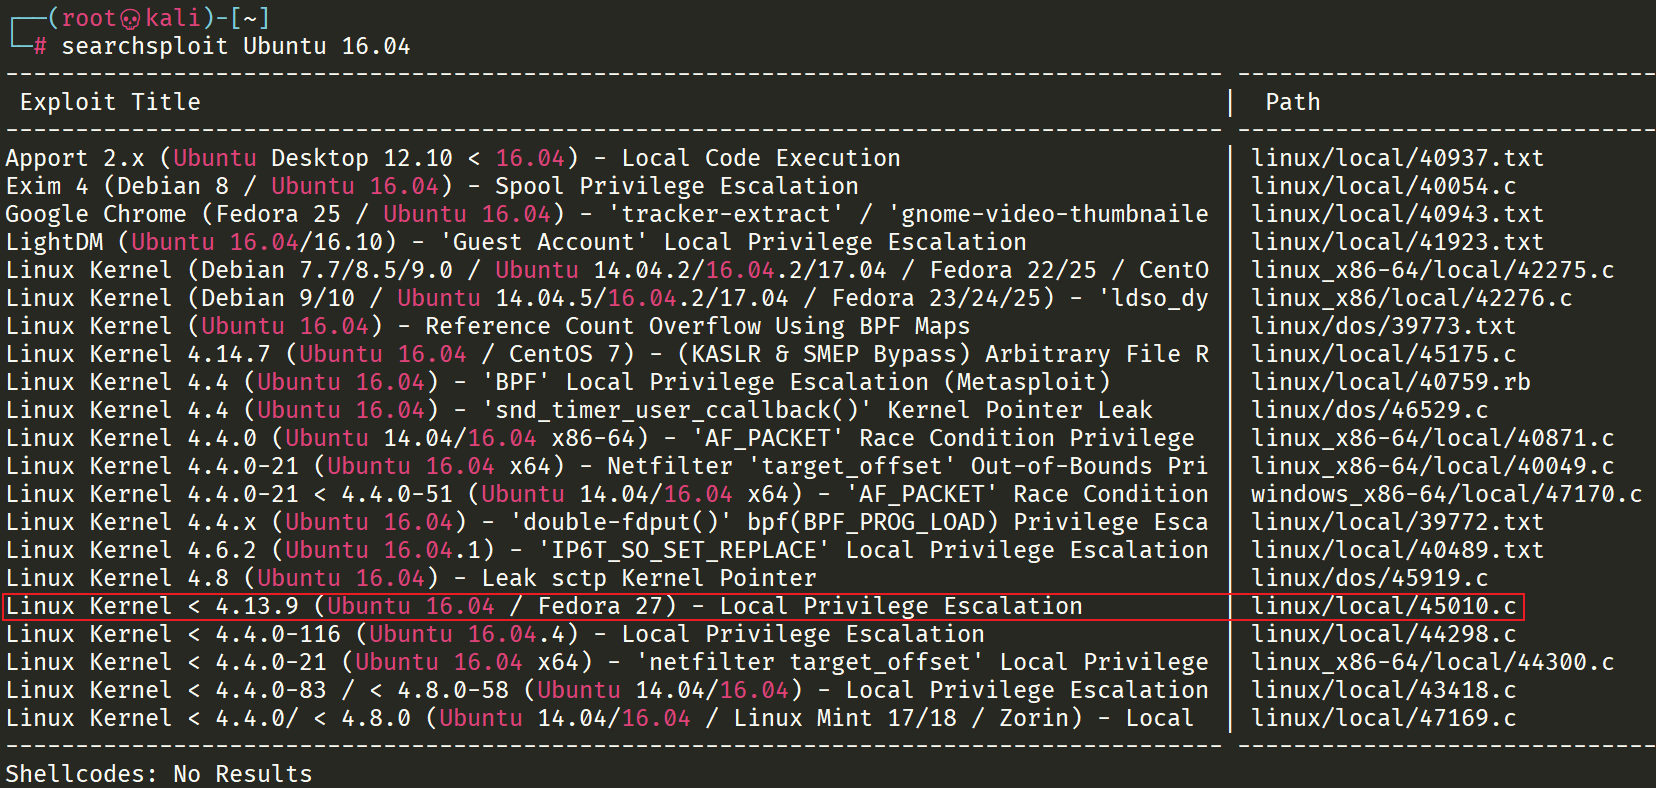 ┌──(root💀kali)-[~]
└─# searchsploit Ubuntu 16.04
--------------------------------------------------------------------------------------- ------------------------------
 Exploit Title                                                                         |  Path
--------------------------------------------------------------------------------------- ------------------------------
Apport 2.x (Ubuntu Desktop 12.10 < 16.04) - Local Code Execution                       | linux/local/40937.txt
Exim 4 (Debian 8 / Ubuntu 16.04) - Spool Privilege Escalation                          | linux/local/40054.c
Google Chrome (Fedora 25 / Ubuntu 16.04) - 'tracker-extract' / 'gnome-video-thumbnaile | linux/local/40943.txt
LightDM (Ubuntu 16.04/16.10) - 'Guest Account' Local Privilege Escalation              | linux/local/41923.txt
Linux Kernel (Debian 7.7/8.5/9.0 / Ubuntu 14.04.2/16.04.2/17.04 / Fedora 22/25 / CentO | linux_x86-64/local/42275.c
Linux Kernel (Debian 9/10 / Ubuntu 14.04.5/16.04.2/17.04 / Fedora 23/24/25) - 'ldso_dy | linux_x86/local/42276.c
Linux Kernel (Ubuntu 16.04) - Reference Count Overflow Using BPF Maps                  | linux/dos/39773.txt
Linux Kernel 4.14.7 (Ubuntu 16.04 / CentOS 7) - (KASLR & SMEP Bypass) Arbitrary File R | linux/local/45175.c
Linux Kernel 4.4 (Ubuntu 16.04) - 'BPF' Local Privilege Escalation (Metasploit)        | linux/local/40759.rb
Linux Kernel 4.4 (Ubuntu 16.04) - 'snd_timer_user_ccallback()' Kernel Pointer Leak     | linux/dos/46529.c
Linux Kernel 4.4.0 (Ubuntu 14.04/16.04 x86-64) - 'AF_PACKET' Race Condition Privilege  | linux_x86-64/local/40871.c
Linux Kernel 4.4.0-21 (Ubuntu 16.04 x64) - Netfilter 'target_offset' Out-of-Bounds Pri | linux_x86-64/local/40049.c
Linux Kernel 4.4.0-21 < 4.4.0-51 (Ubuntu 14.04/16.04 x64) - 'AF_PACKET' Race Condition | windows_x86-64/local/47170.c
Linux Kernel 4.4.x (Ubuntu 16.04) - 'double-fdput()' bpf(BPF_PROG_LOAD) Privilege Esca | linux/local/39772.txt
Linux Kernel 4.6.2 (Ubuntu 16.04.1) - 'IP6T_SO_SET_REPLACE' Local Privilege Escalation | linux/local/40489.txt
Linux Kernel 4.8 (Ubuntu 16.04) - Leak sctp Kernel Pointer                             | linux/dos/45919.c
Linux Kernel < 4.13.9 (Ubuntu 16.04 / Fedora 27) - Local Privilege Escalation          | linux/local/45010.c
Linux Kernel < 4.4.0-116 (Ubuntu 16.04.4) - Local Privilege Escalation                 | linux/local/44298.c
Linux Kernel < 4.4.0-21 (Ubuntu 16.04 x64) - 'netfilter target_offset' Local Privilege | linux_x86-64/local/44300.c
Linux Kernel < 4.4.0-83 / < 4.8.0-58 (Ubuntu 14.04/16.04) - Local Privilege Escalation | linux/local/43418.c
Linux Kernel < 4.4.0/ < 4.8.0 (Ubuntu 14.04/16.04 / Linux Mint 17/18 / Zorin) - Local  | linux/local/47169.c
--------------------------------------------------------------------------------------- ------------------------------
Shellcodes: No Results